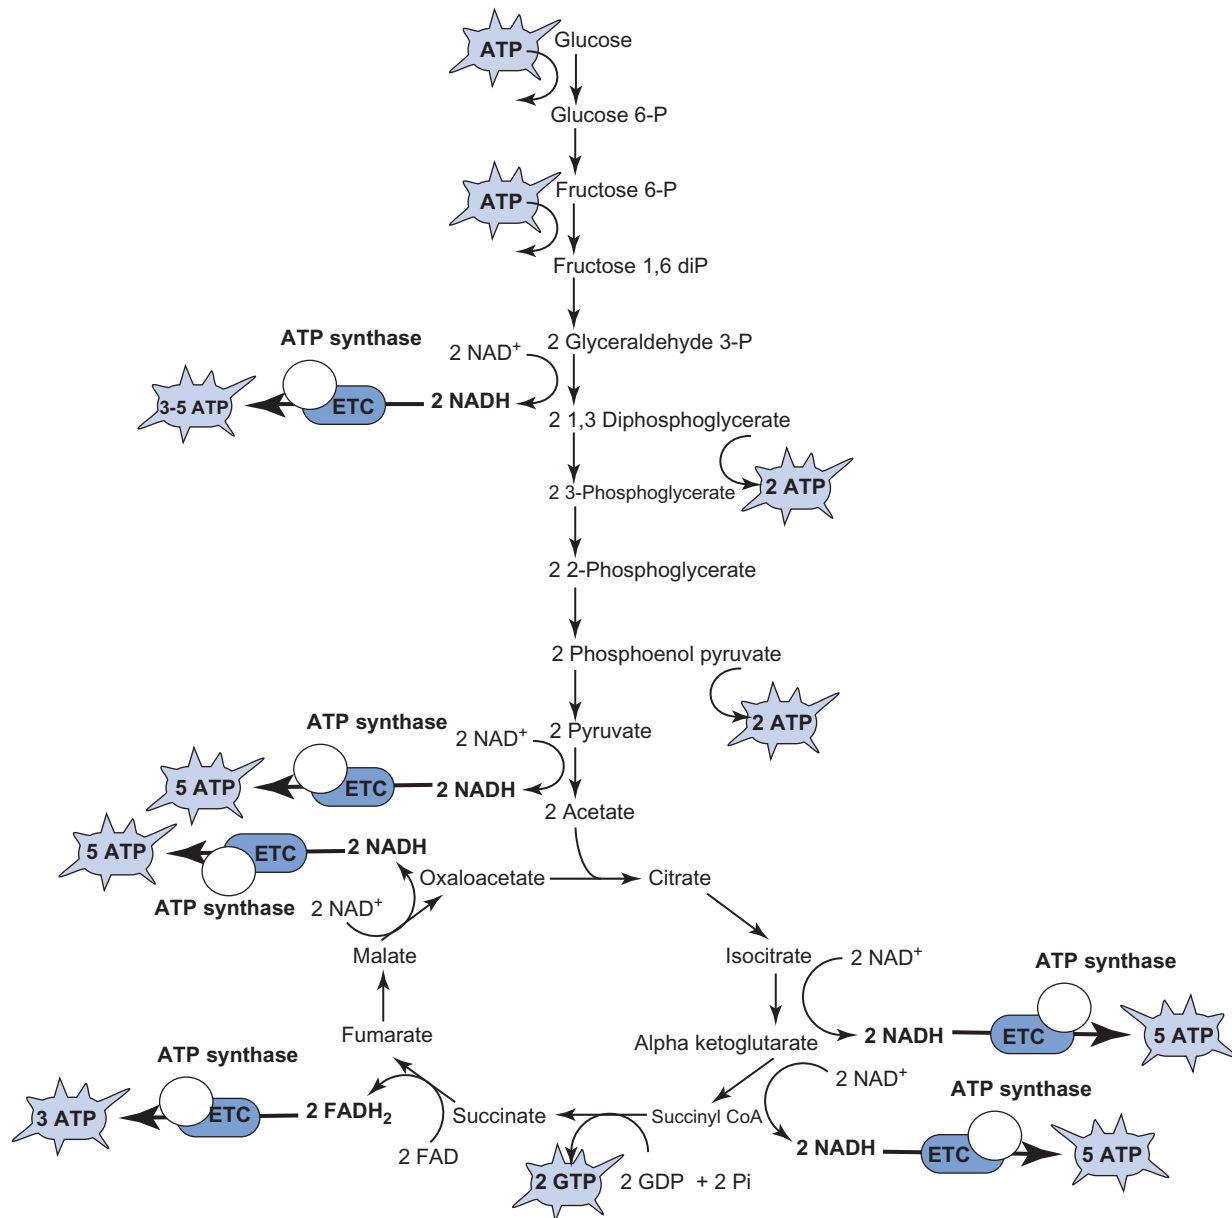 ATP
Glucose
Glucose 6-P
ATP
Fructose 6-P
Fructose 1,6 diP
ATP synthase
2 NAD⁺
2 Glyceraldehyde 3-P
3-5 ATP
ETC
2 NADH
2 1,3 Diphosphoglycerate
2 3-Phosphoglycerate
2 ATP
2 2-Phosphoglycerate
2 Phosphoenol pyruvate
2 ATP
ATP synthase
2 NAD⁺
2 Pyruvate
5 ATP
ETC
2 NADH
2 Acetate
5 ATP
ETC
2 NADH
Oxaloacetate
Citrate
ATP synthase
2 NAD⁺
Malate
Isocitrate
2 NAD⁺
ATP synthase
Fumarate
Alpha ketoglutarate
2 NADH
ETC
5 ATP
ATP synthase
2 NAD⁺
ATP synthase
3 ATP
ETC
2 FADH₂
Succinate
Succinyl CoA
2 NADH
ETC
5 ATP
2 FAD
2 GTP
2 GDP + 2 Pi